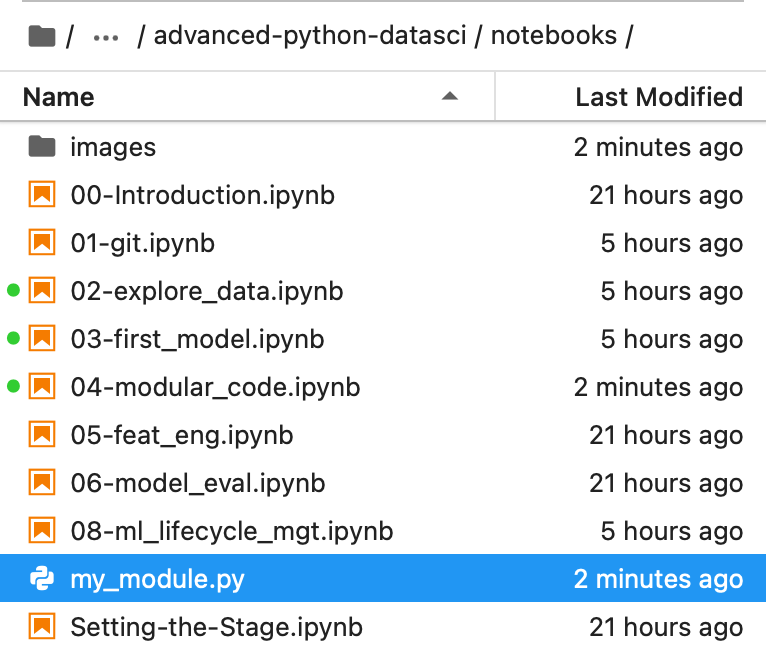 / ... / advanced-python-datasci / notebooks /
Name Last Modified
images 2 minutes ago
00-Introduction.ipynb 21 hours ago
01-git.ipynb 5 hours ago
02-explore_data.ipynb 5 hours ago
03-first_model.ipynb 5 hours ago
04-modular_code.ipynb 2 minutes ago
05-feat_eng.ipynb 21 hours ago
06-model_eval.ipynb 21 hours ago
08-ml_lifecycle_mgt.ipynb 5 hours ago
my_module.py 2 minutes ago
Setting-the-Stage.ipynb 21 hours ago